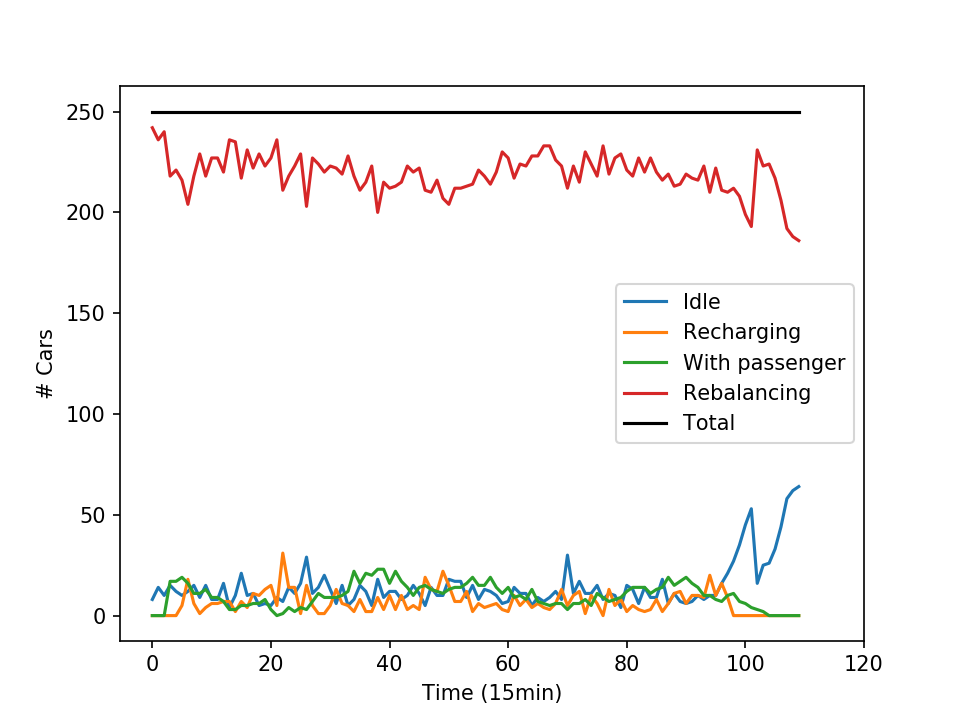 250
200
150
100
50
0
# Cars
Idle
Recharging
With passenger
Rebalancing
Total
0 20 40 60 80 100 120
Time (15min)